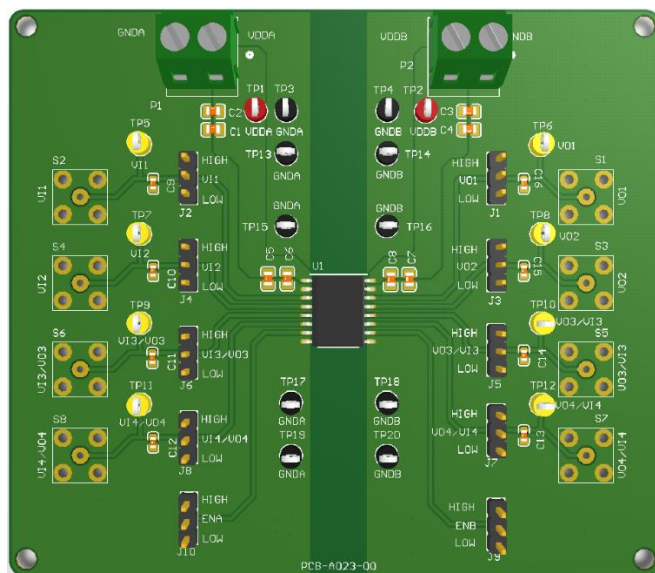 GNDA VDDA
VDDB GNDB
P1
P2
TP1 TP3
TP4 TP2
C2
C1
C3
C4
VDDA GNDA
GNDB VDDB
TP5
VI1
TP6
VO1
TP13 GNDA
GNDB TP14
S2
VI1
C9
HIGH
VI1
LOW
J2
HIGH
VO1
LOW
J1
C16
S1
VO1
TP7
VI2
GNDA
TP15
GNDB
TP16
TP8
VO2
S4
VI2
C10
HIGH
VI2
LOW
J4
C5 C6
U1
C8 C7
HIGH
VO2
LOW
J3
C15
S3
VO2
TP9
VI3/VO3
TP10
VO3/VI3
S6
VI3/VO3
C11
HIGH
VI3/VO3
LOW
J6
HIGH
VO3/VI3
LOW
J5
C14
S5
VO3/VI3
TP11
VI4/VO4
TP17
GNDA
TP18
GNDB
TP12
VO4/VI4
S8
VI4/VO4
C12
HIGH
VI4/VO4
LOW
J8
TP19
GNDA
TP20
GNDB
HIGH
VO4/VI4
LOW
J7
C13
S7
VO4/VI4
HIGH
ENA
LOW
J10
HIGH
ENB
LOW
J9
PCB-A023-00